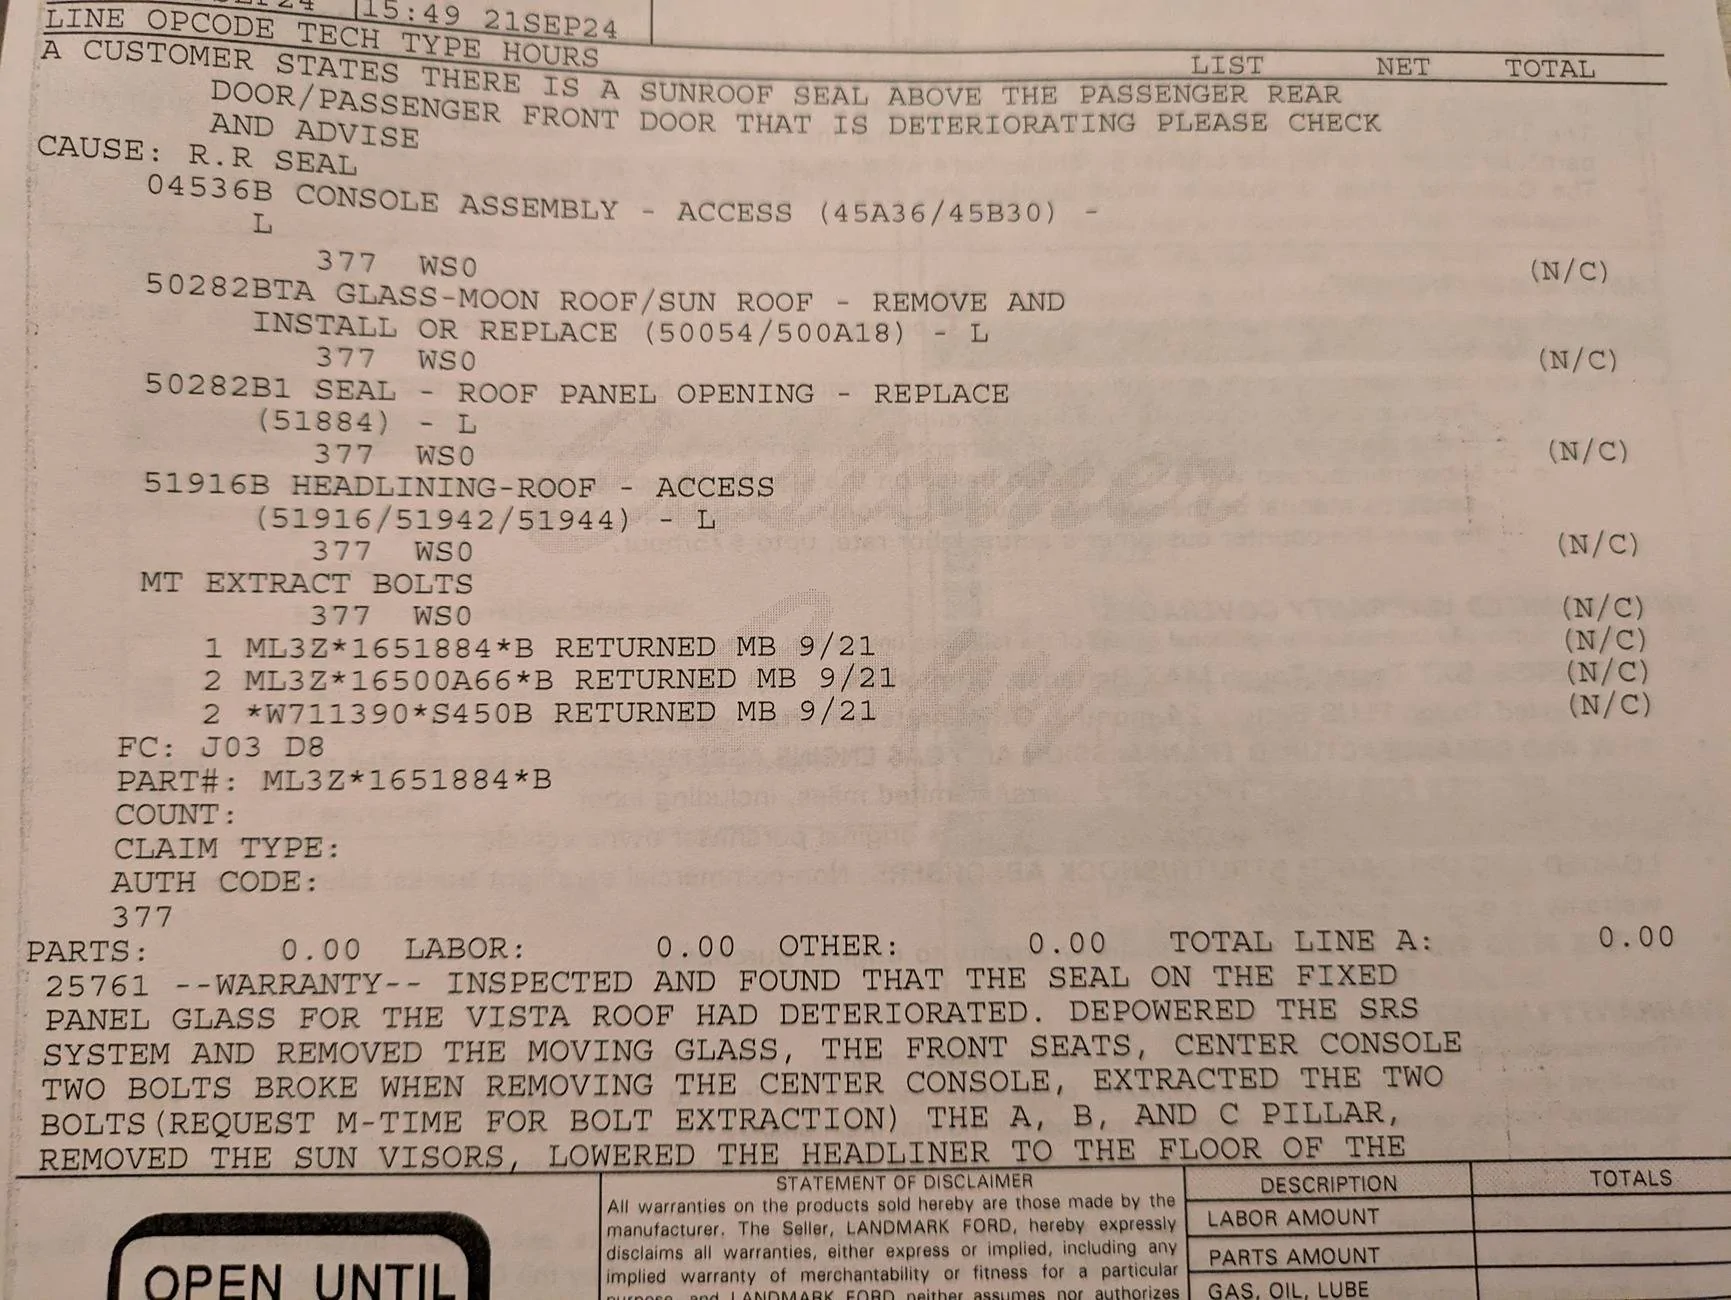 15:49 21SEP24
LINE OPCODE TECH TYPE HOURS
LIST NET TOTAL
A CUSTOMER STATES THERE IS A SUNROOF SEAL ABOVE THE PASSENGER REAR
DOOR/PASSENGER FRONT DOOR THAT IS DETERIORATING PLEASE CHECK
AND ADVISE
CAUSE: R.R SEAL
04536B CONSOLE ASSEMBLY - ACCESS (45A36/45B30) -
L
377 WS0 (N/C)
50282BTA GLASS-MOON ROOF/SUN ROOF - REMOVE AND
INSTALL OR REPLACE (50054/500A18) - L
377 WS0 (N/C)
50282B1 SEAL - ROOF PANEL OPENING - REPLACE
(51884) - L
377 WS0 (N/C)
51916B HEADLINING-ROOF - ACCESS
(51916/51942/51944) - L
377 WS0 (N/C)
MT EXTRACT BOLTS
377 WS0 (N/C)
1 ML3Z*1651884*B RETURNED MB 9/21 (N/C)
2 ML3Z*16500A66*B RETURNED MB 9/21 (N/C)
2 *W711390*S450B RETURNED MB 9/21 (N/C)
FC: J03 D8
PART#: ML3Z*1651884*B
COUNT:
CLAIM TYPE:
AUTH CODE:
377
PARTS: 0.00 LABOR: 0.00 OTHER: 0.00 TOTAL LINE A: 0.00
25761 --WARRANTY-- INSPECTED AND FOUND THAT THE SEAL ON THE FIXED
PANEL GLASS FOR THE VISTA ROOF HAD DETERIORATED. DEPOWERED THE SRS
SYSTEM AND REMOVED THE MOVING GLASS, THE FRONT SEATS, CENTER CONSOLE
TWO BOLTS BROKE WHEN REMOVING THE CENTER CONSOLE, EXTRACTED THE TWO
BOLTS(REQUEST M-TIME FOR BOLT EXTRACTION) THE A, B, AND C PILLAR,
REMOVED THE SUN VISORS, LOWERED THE HEADLINER TO THE FLOOR OF THE
Customer
Copy
OPEN UNTIL
STATEMENT OF DISCLAIMER
All warranties on the products sold hereby are those made by the
manufacturer. The Seller, LANDMARK FORD, hereby expressly
disclaims all warranties, either express or implied, including any
implied warranty of merchantability or fitness for a particular
purpose, and LANDMARK FORD neither assumes nor authorizes
DESCRIPTION TOTALS
LABOR AMOUNT
PARTS AMOUNT
GAS, OIL, LUBE